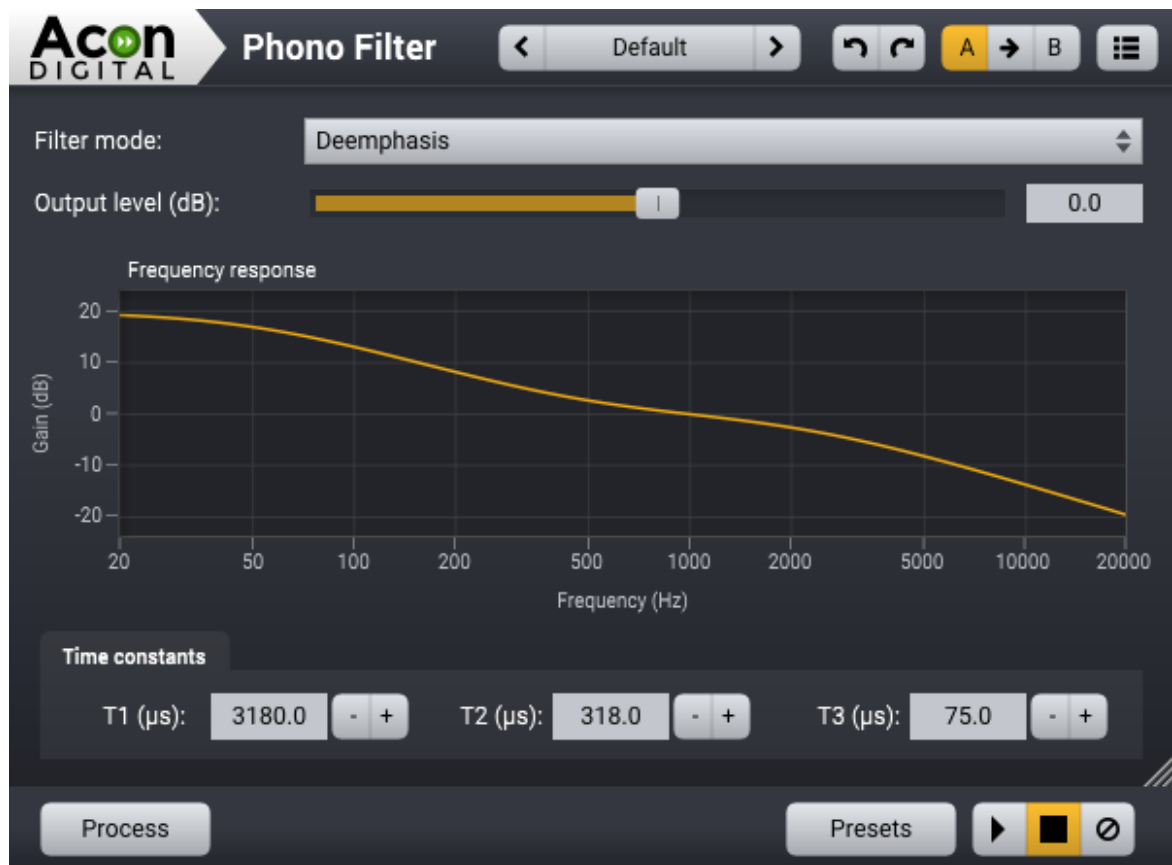 Acon
DIGITAL
Phono Filter
Default
A
B
Filter mode:
Deemphasis
Output level (dB):
0.0
Frequency response
20
10
0
-10
-20
Gain (dB)
20 50 100 200 500 1000 2000 5000 10000 20000
Frequency (Hz)
Time constants
T1 (µs): 3180.0 - + T2 (µs): 318.0 - + T3 (µs): 75.0 - +
Process
Presets